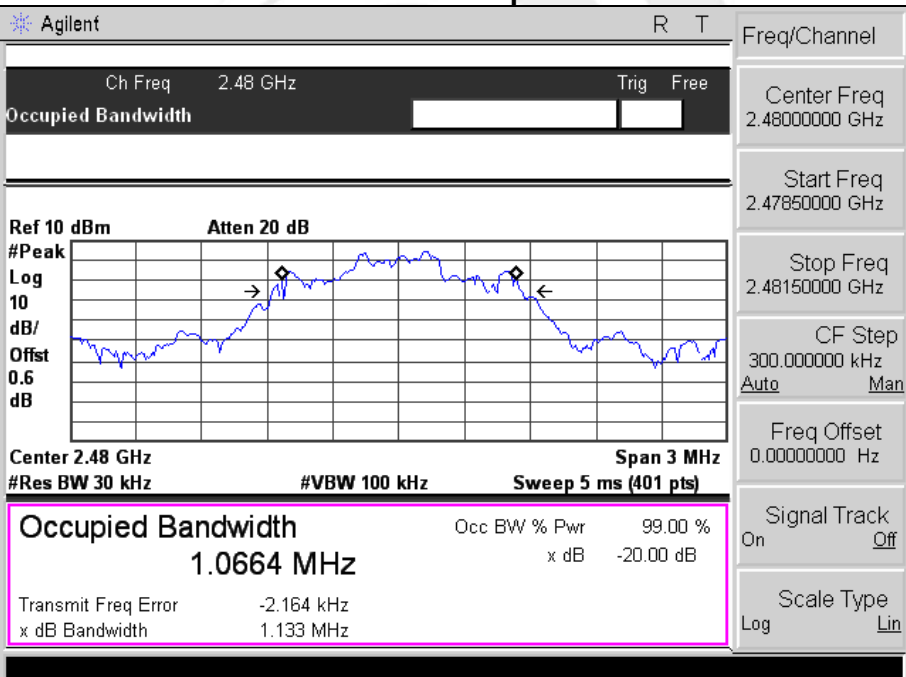 Agilent R T
Ch Freq 2.48 GHz Trig Free
Occupied Bandwidth
Ref 10 dBm Atten 20 dB
#Peak
Log
10
dB/
Offst
0.6
dB
Center 2.48 GHz Span 3 MHz
#Res BW 30 kHz #VBW 100 kHz Sweep 5 ms (401 pts)
Occupied Bandwidth Occ BW % Pwr 99.00 %
1.0664 MHz x dB -20.00 dB
Transmit Freq Error -2.164 kHz
x dB Bandwidth 1.133 MHz
Freq/Channel
Center Freq
2.48000000 GHz
Start Freq
2.47850000 GHz
Stop Freq
2.48150000 GHz
CF Step
300.000000 kHz
Auto Man
Freq Offset
0.00000000 Hz
Signal Track
On Off
Scale Type
Log Lin